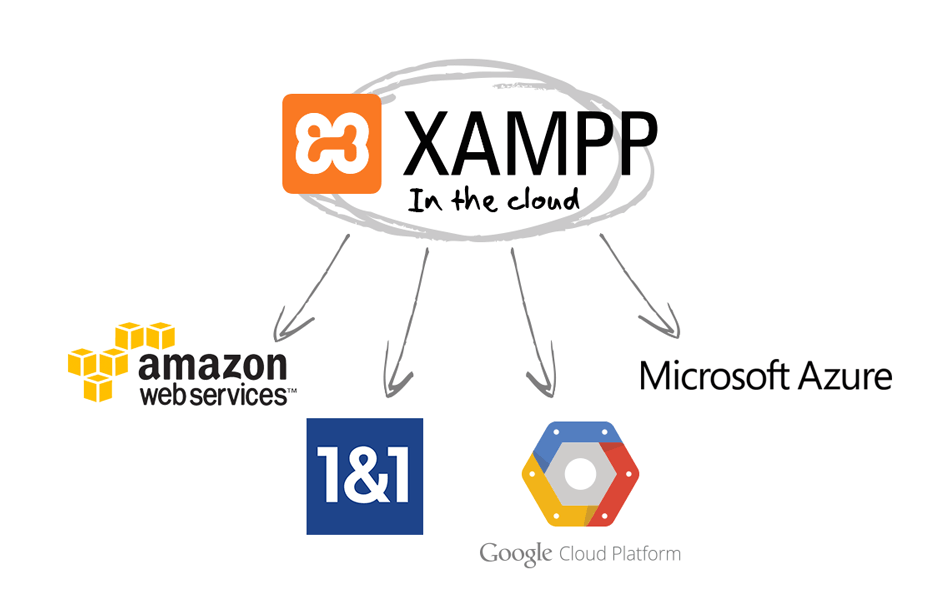 XAMPP
In the cloud
amazon
web services™
Microsoft Azure
1&1
Google Cloud Platform